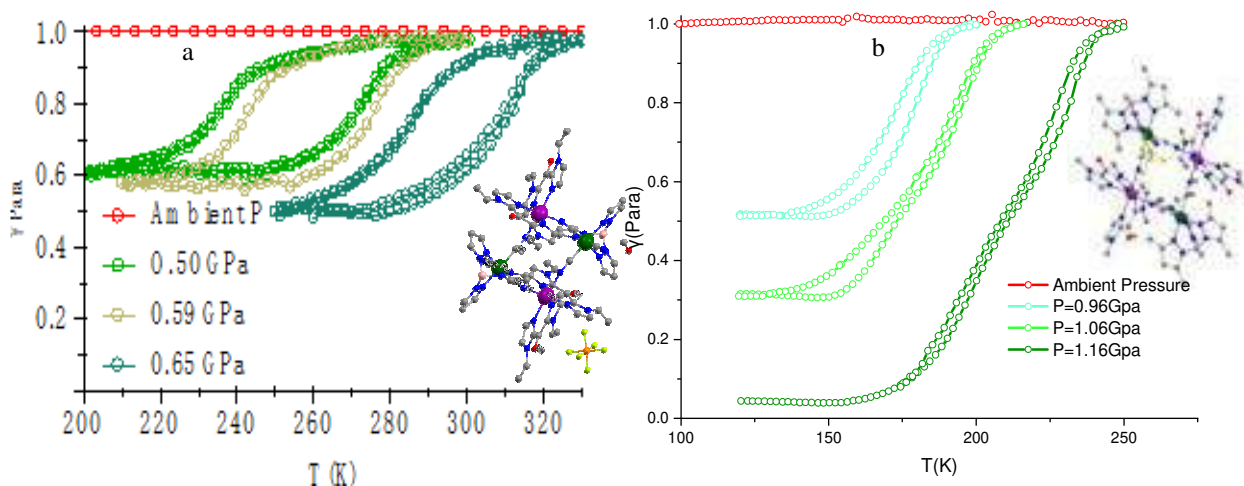 a
1.0
0.8
0.6
0.4
0.2
γ Para
Ambient P
0.50 GPa
0.59 GPa
0.65 GPa
200
220
240
260
280
300
320
T (K)
b
1.0
0.8
0.6
0.4
0.2
0.0
γ(Para)
Ambient Pressure
P=0.96Gpa
P=1.06Gpa
P=1.16Gpa
100
150
200
250
T(K)